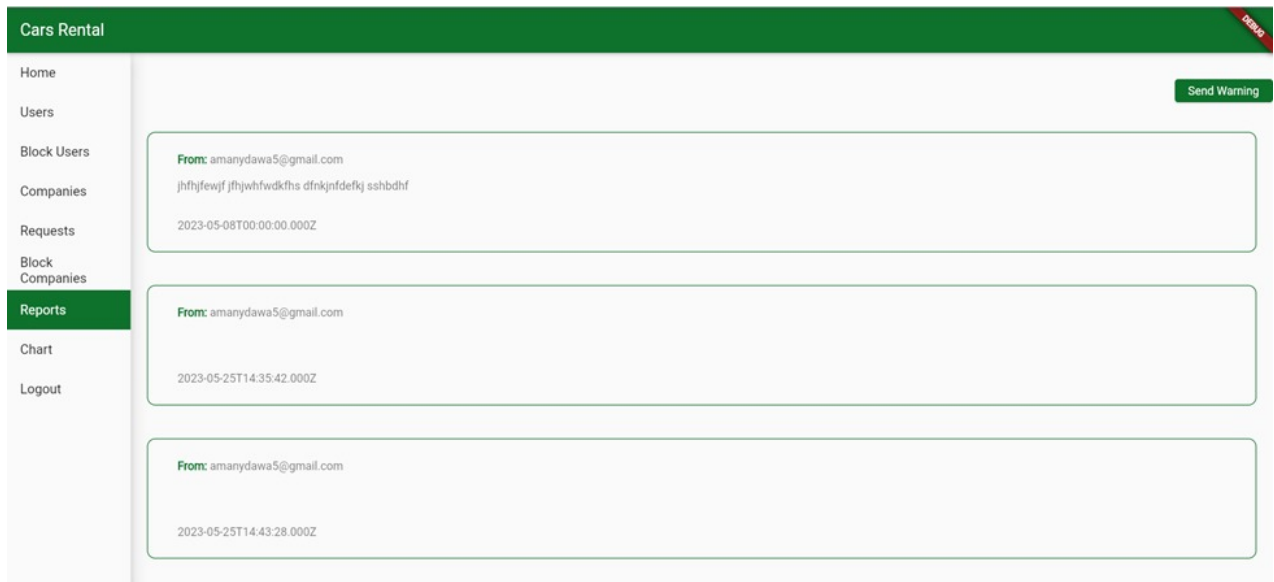 Cars Rental
DEBUG
Home
Users
Block Users
Companies
Requests
Block
Companies
Reports
Chart
Logout
Send Warning
From: amanydawa5@gmail.com
jhfhjfewjf jfhjwhfwdkfhs dfnkjnfdefkj sshbdhf
2023-05-08T00:00:00.000Z
From: amanydawa5@gmail.com
2023-05-25T14:35:42.000Z
From: amanydawa5@gmail.com
2023-05-25T14:43:28.000Z